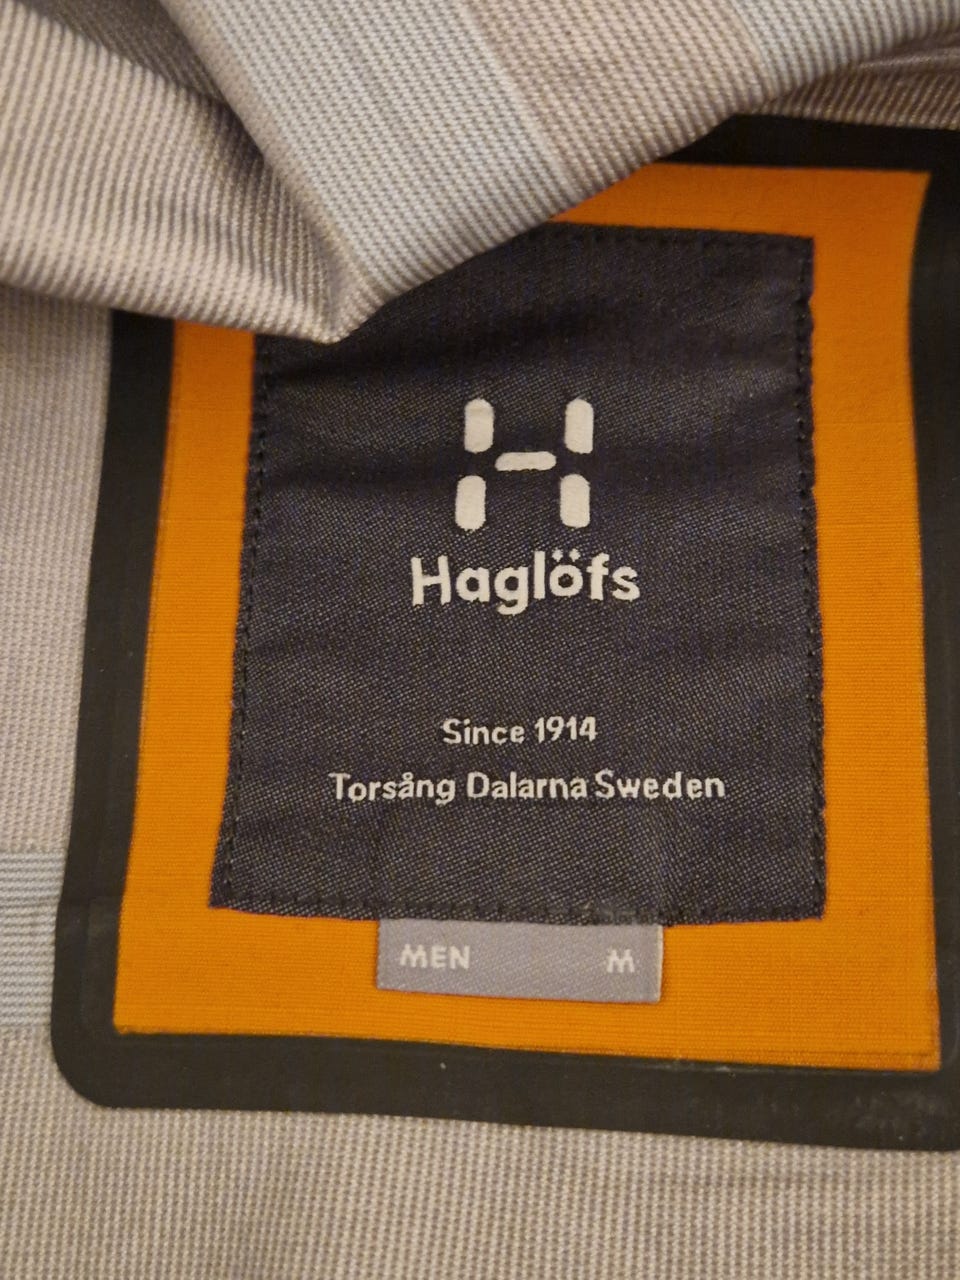 Haglöfs
Since 1914
Torsång Dalarna Sweden
MEN M